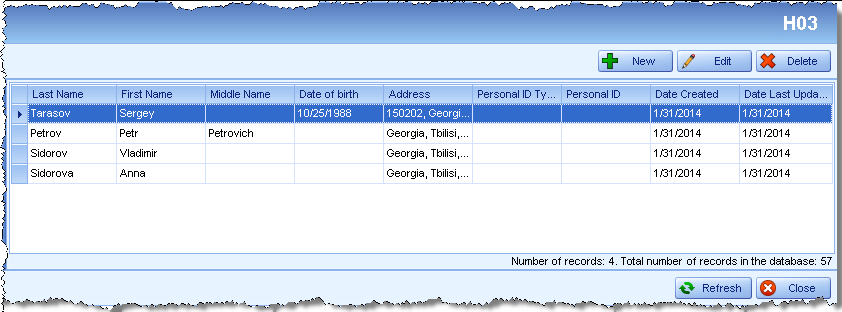 H03
New Edit Delete
Last Name First Name Middle Name Date of birth Address Personal ID Ty... Personal ID Date Created Date Last Upda...
Tarasov Sergey 10/25/1988 150202, Georgi... 1/31/2014 1/31/2014
Petrov Petr Petrovich Georgia, Tbilisi,... 1/31/2014 1/31/2014
Sidorov Vladimir Georgia, Tbilisi,... 1/31/2014 1/31/2014
Sidorova Anna Georgia, Tbilisi,... 1/31/2014 1/31/2014
Number of records: 4. Total number of records in the database: 57
Refresh Close